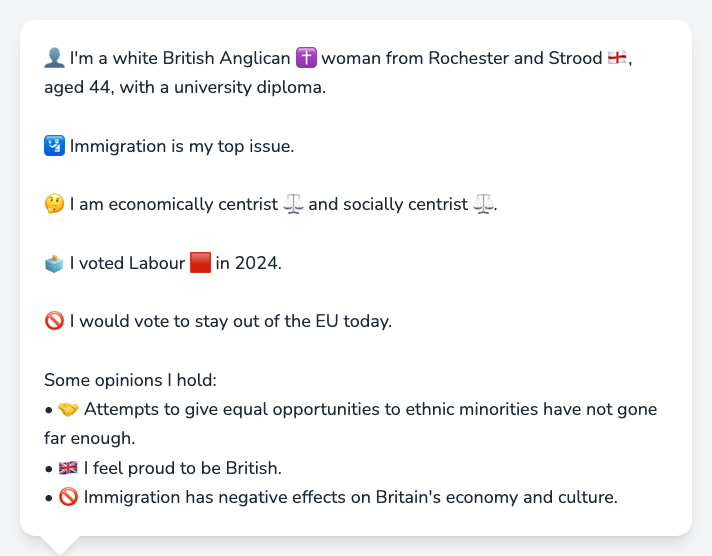 👤 I'm a white British Anglican ✝️ woman from Rochester and Strood 🏴󠁧󠁢󠁥󠁮󠁧󠁿,
aged 44, with a university diploma.
🛂 Immigration is my top issue.
🤔 I am economically centrist ⚖️ and socially centrist ⚖️.
🗳️ I voted Labour 🟥 in 2024.
🚫 I would vote to stay out of the EU today.
Some opinions I hold:
• 🤝 Attempts to give equal opportunities to ethnic minorities have not gone
far enough.
• 🇬🇧 I feel proud to be British.
• 🚫 Immigration has negative effects on Britain's economy and culture.